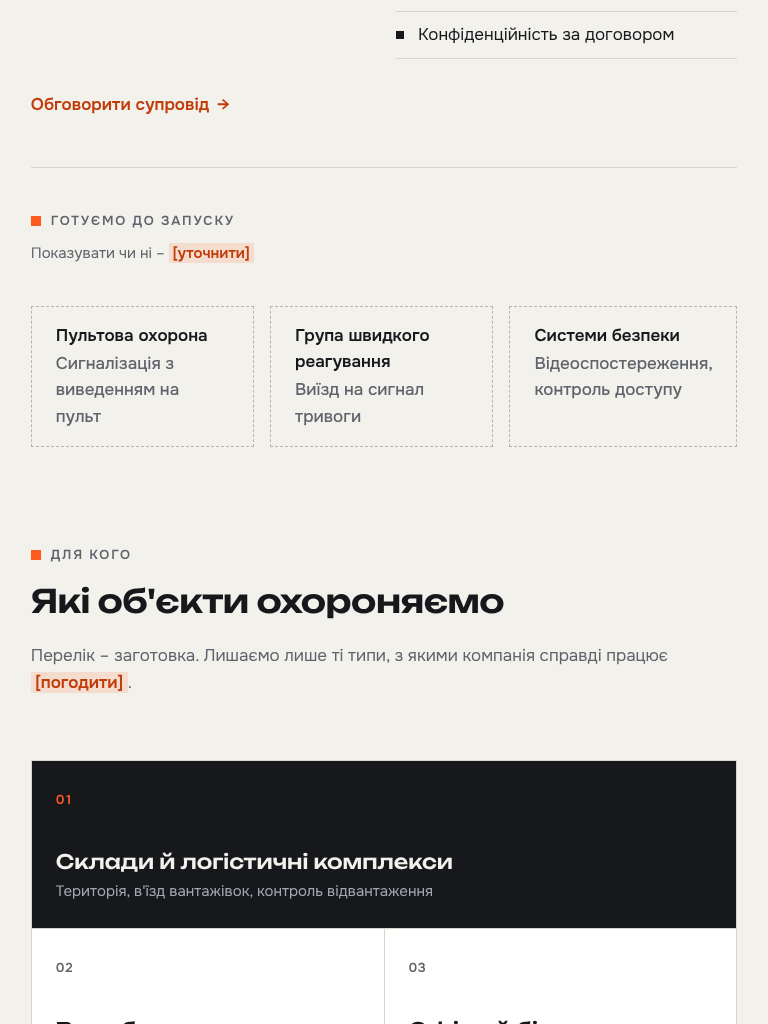 Конфіденційність за договором
Обговорити супровід →
ГОТУЄМО ДО ЗАПУСКУ
Показувати чи ні – [уточнити]
Пультова охорона
Сигналізація з
виведенням на
пульт
Група швидкого
реагування
Виїзд на сигнал
тривоги
Системи безпеки
Відеоспостереження,
контроль доступу
ДЛЯ КОГО
Які об'єкти охороняємо
Перелік – заготовка. Лишаємо лише ті типи, з якими компанія справді працює
[погодити].
01
Склади й логістичні комплекси
Територія, в'їзд вантажівок, контроль відвантаження
02
03